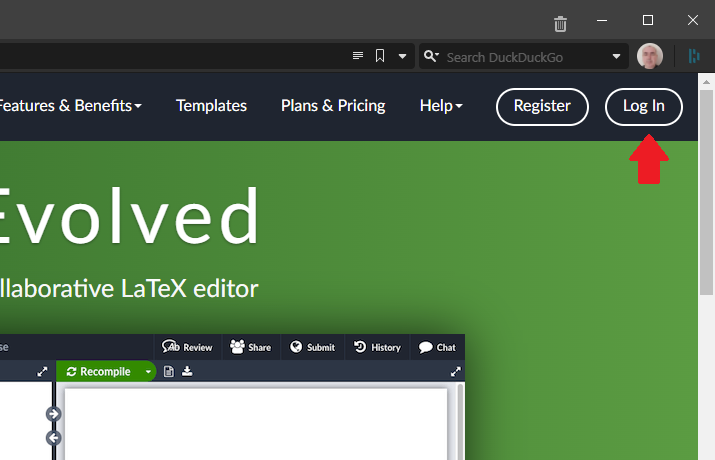 Search DuckDuckGo
Features & Benefits Templates Plans & Pricing Help Register Log In
Evolved
llaborative LaTeX editor
se Review Share Submit History Chat
Recompile